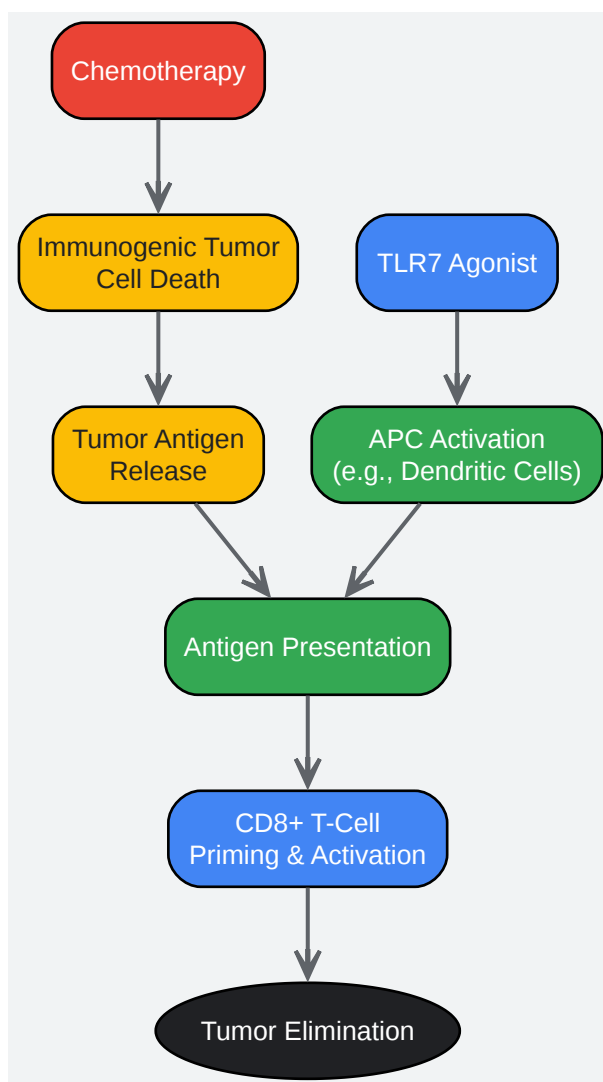 Chemotherapy
Immunogenic Tumor
Cell Death
TLR7 Agonist
Tumor Antigen
Release
APC Activation
(e.g., Dendritic Cells)
Antigen Presentation
CD8+ T-Cell
Priming & Activation
Tumor Elimination